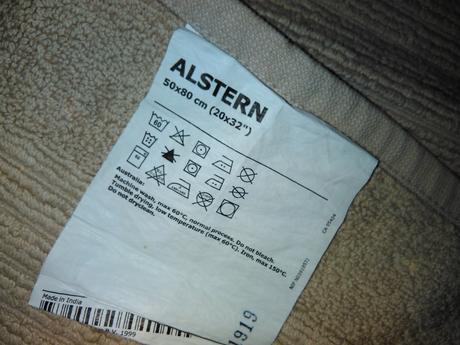 ALSTERN
50x80 cm (20x32")
60
Australia:
Machine wash, max 60°C, normal process. Do not bleach.
Tumble drying, low temperature (max 60°C). Iron, max 150°C.
Do not dryclean.
Made in India
1919